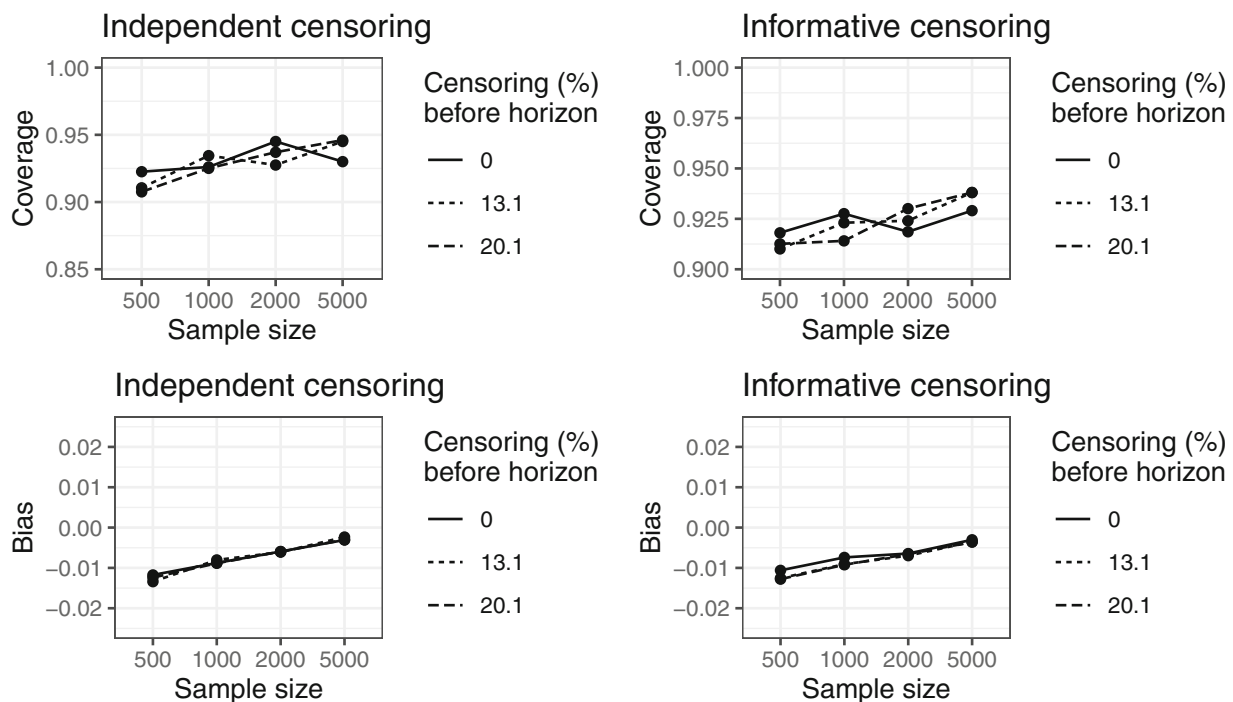 Independent censoring
1.00
0.95
0.90
0.85
Coverage
500 1000 2000 5000
Sample size
Censoring (%)
before horizon
0
13.1
20.1
Informative censoring
1.000
0.975
0.950
0.925
0.900
Coverage
500 1000 2000 5000
Sample size
Censoring (%)
before horizon
0
13.1
20.1
Independent censoring
0.02
0.01
0.00
−0.01
−0.02
Bias
500 1000 2000 5000
Sample size
Censoring (%)
before horizon
0
13.1
20.1
Informative censoring
0.02
0.01
0.00
−0.01
−0.02
Bias
500 1000 2000 5000
Sample size
Censoring (%)
before horizon
0
13.1
20.1